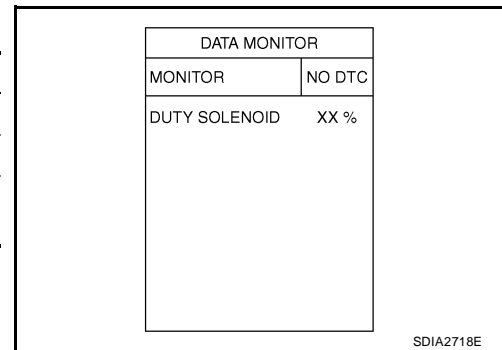 DATA MONITOR
MONITOR NO DTC
DUTY SOLENOID XX %
SDIA2718E